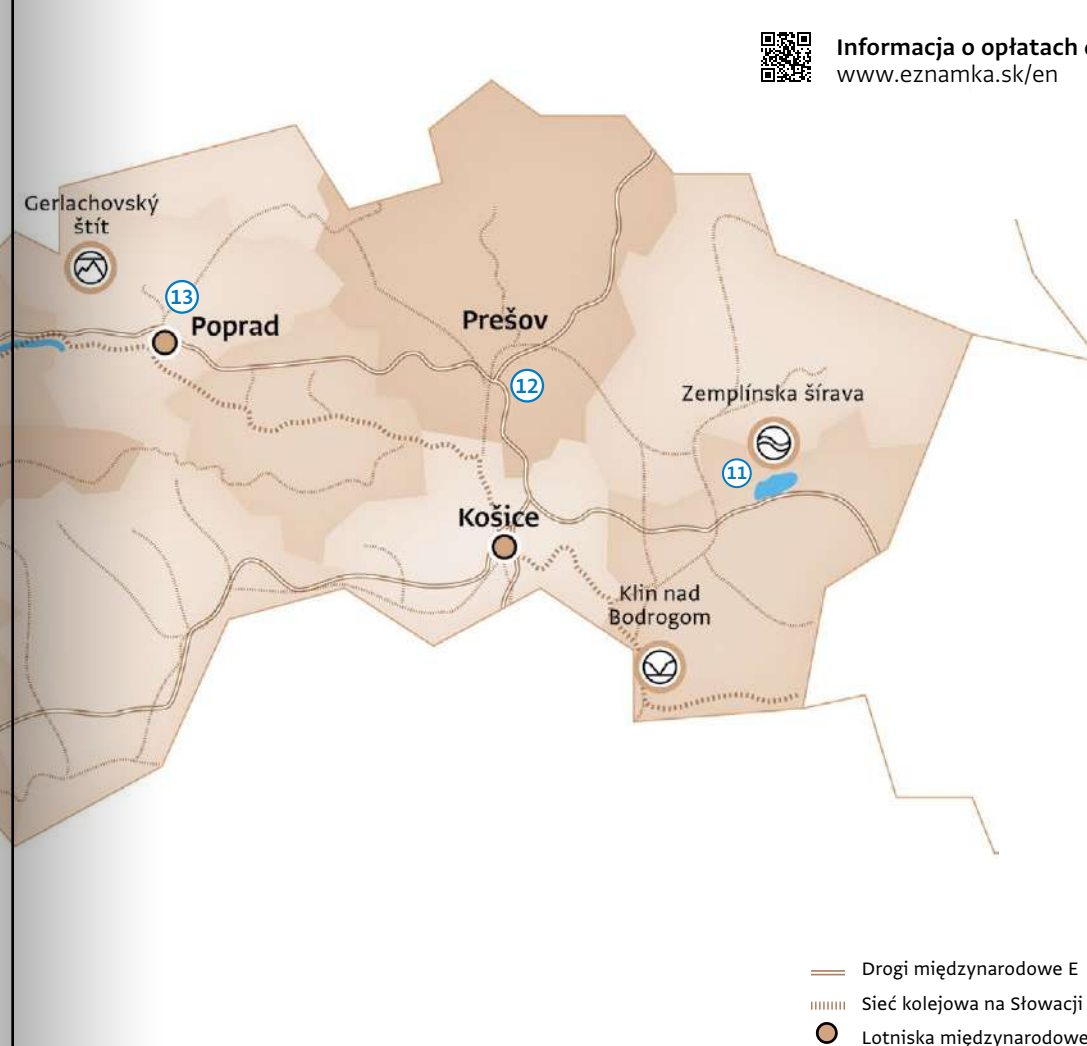 Informacja o opłatach
www.eznamka.sk/en
Gerlachovský
štít
13
Poprad
Prešov
12
Zemplínska šírava
11
Košice
Klin nad
Bodrogom
Drogi międzynarodowe E
Sieć kolejowa na Słowacji
Lotniska międzynarodowe